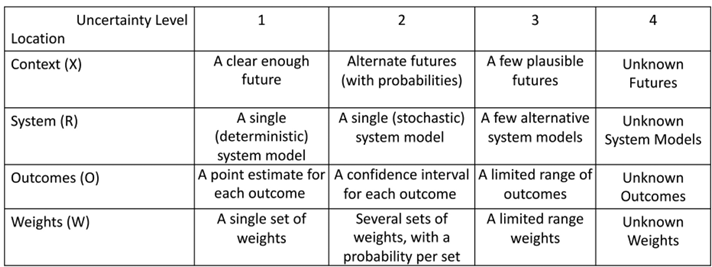 Uncertainty Level 1 2 3 4
Location
Context (X) A clear enough Alternate futures A few plausible Unknown
future (with probabilities) futures Futures
System (R) A single A single (stochastic) A few alternative Unknown
(deterministic) system model system models System Models
system model
Outcomes (O) A point estimate for A confidence interval A limited range of Unknown
each outcome for each outcome outcomes Outcomes
Weights (W) A single set of Several sets of A limited range Unknown
weights weights, with a weights Weights
probability per set